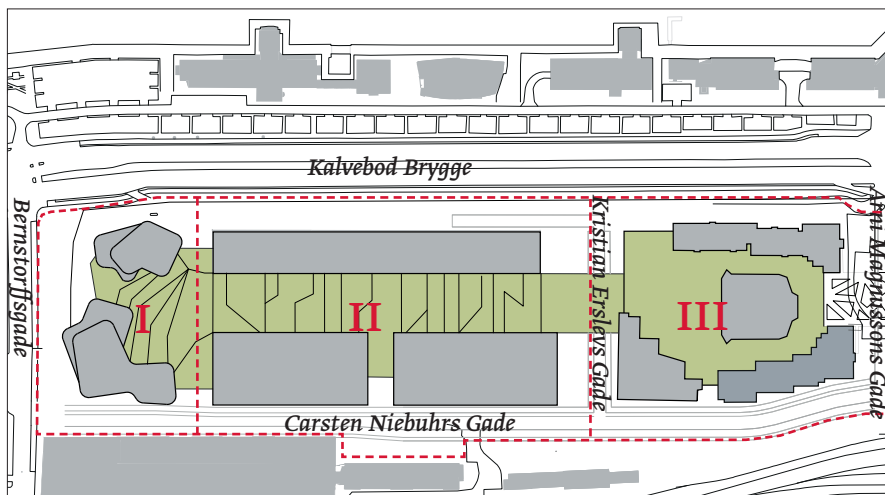 Kalvebod Brygge
Bernstorffsgade
Kristian Erslevs Gade
Arni Magnussons Gade
I
II
III
Carsten Niebuhrs Gade